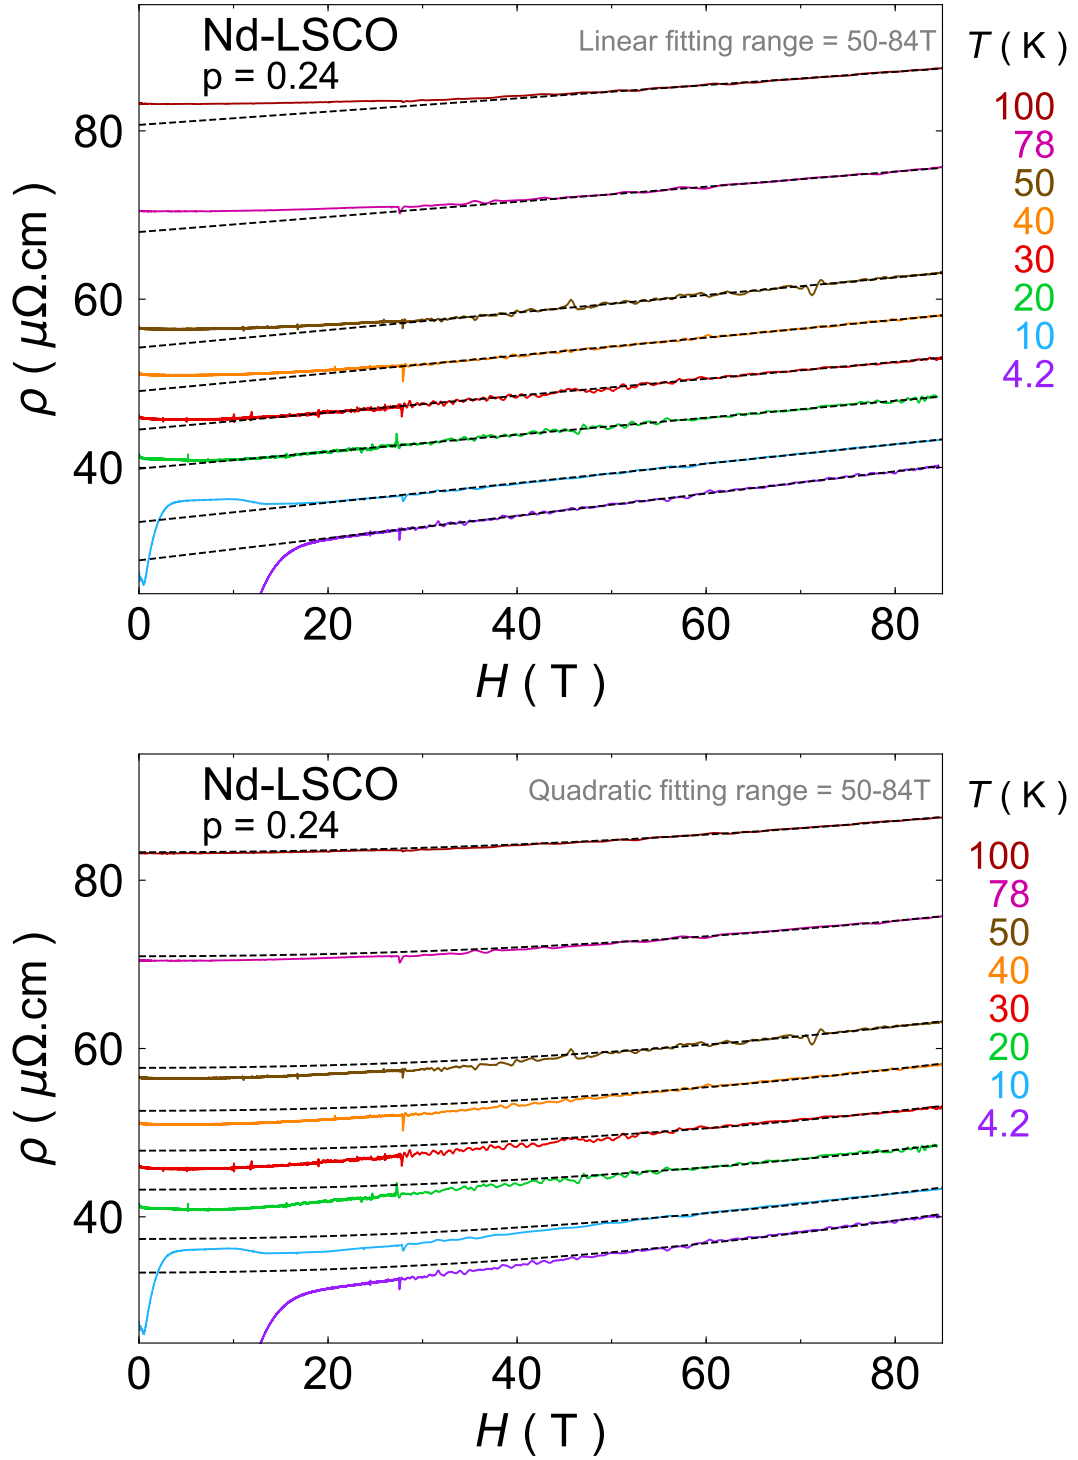 Nd-LSCO
p = 0.24
Linear fitting range = 50-84T
T ( K )
100
78
50
40
30
20
10
4.2
80
60
40
ρ ( μΩ.cm )
0 20 40 60 80
H ( T )
Nd-LSCO
p = 0.24
Quadratic fitting range = 50-84T
T ( K )
100
78
50
40
30
20
10
4.2
80
60
40
ρ ( μΩ.cm )
0 20 40 60 80
H ( T )